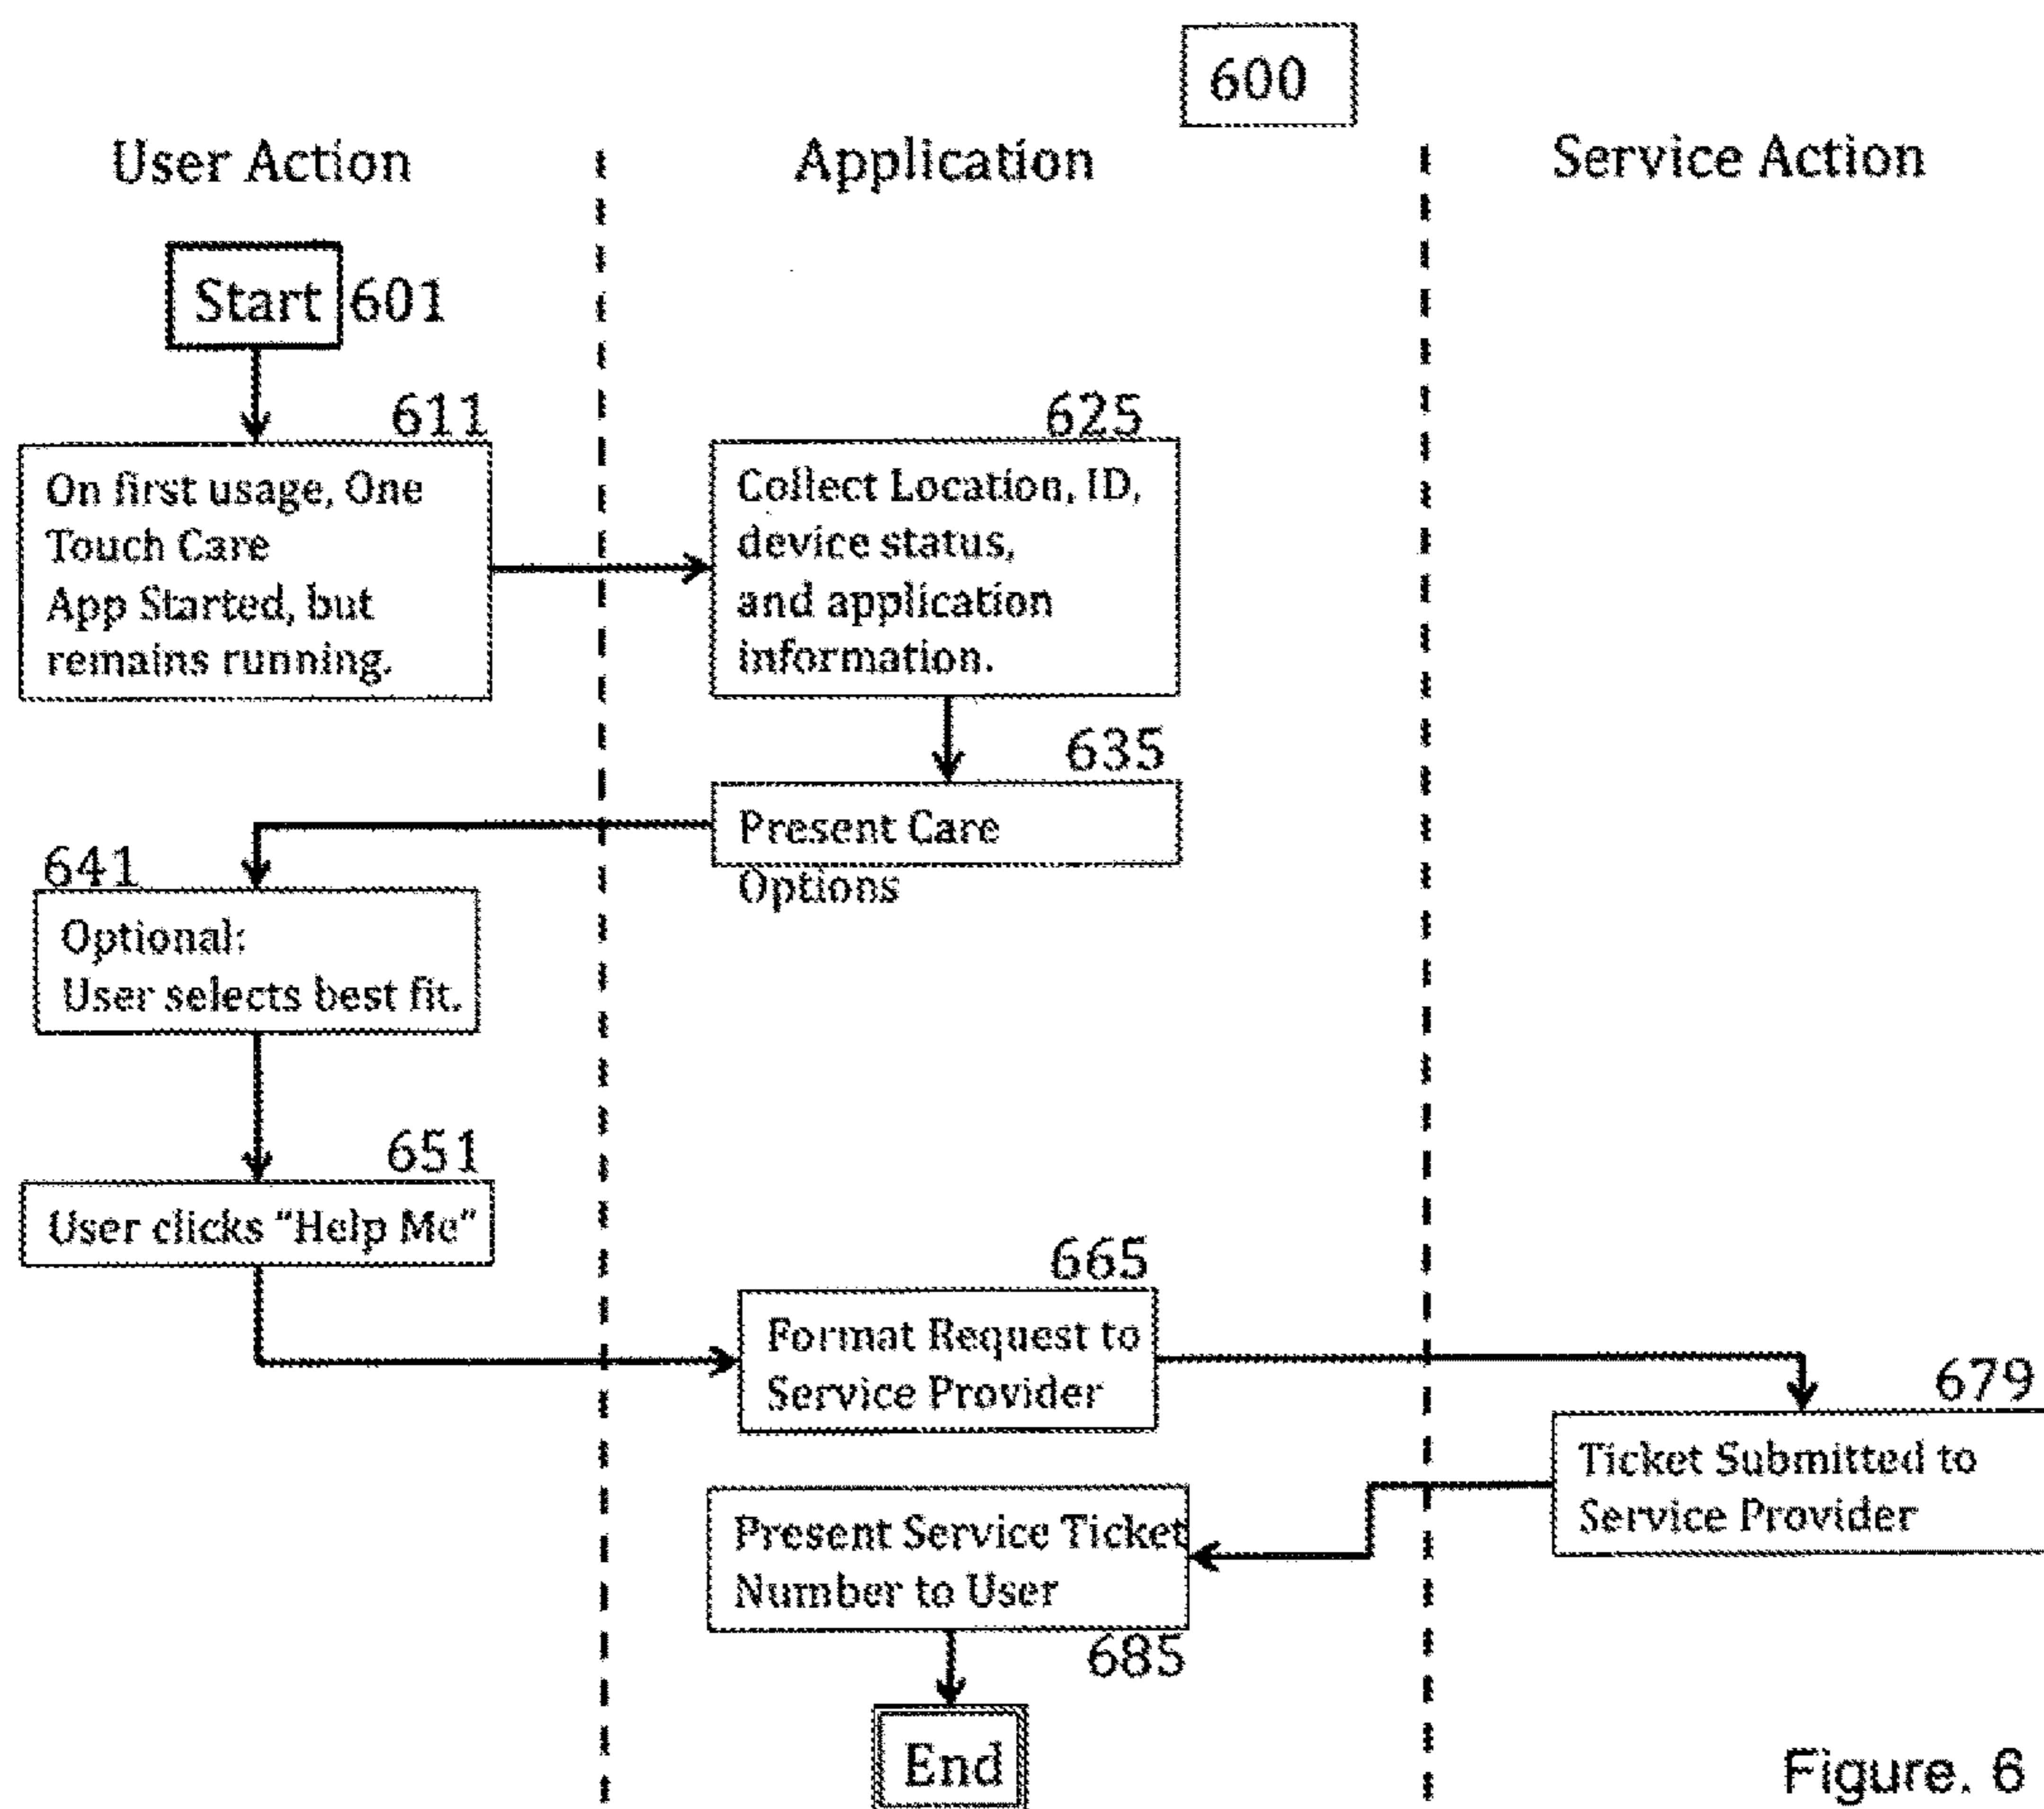 600
User Action
Application
Service Action
Start
601
611
On first usage, One
Touch Care
App Started, but
remains running.
625
Collect Location, ID,
device status,
and application
information.
635
Present Care
Options
641
Optional:
User selects best fit.
651
User clicks “Help Me”
665
Format Request to
Service Provider
679
Ticket Submitted to
Service Provider
Present Service Ticket
Number to User
685
End
Figure. 6